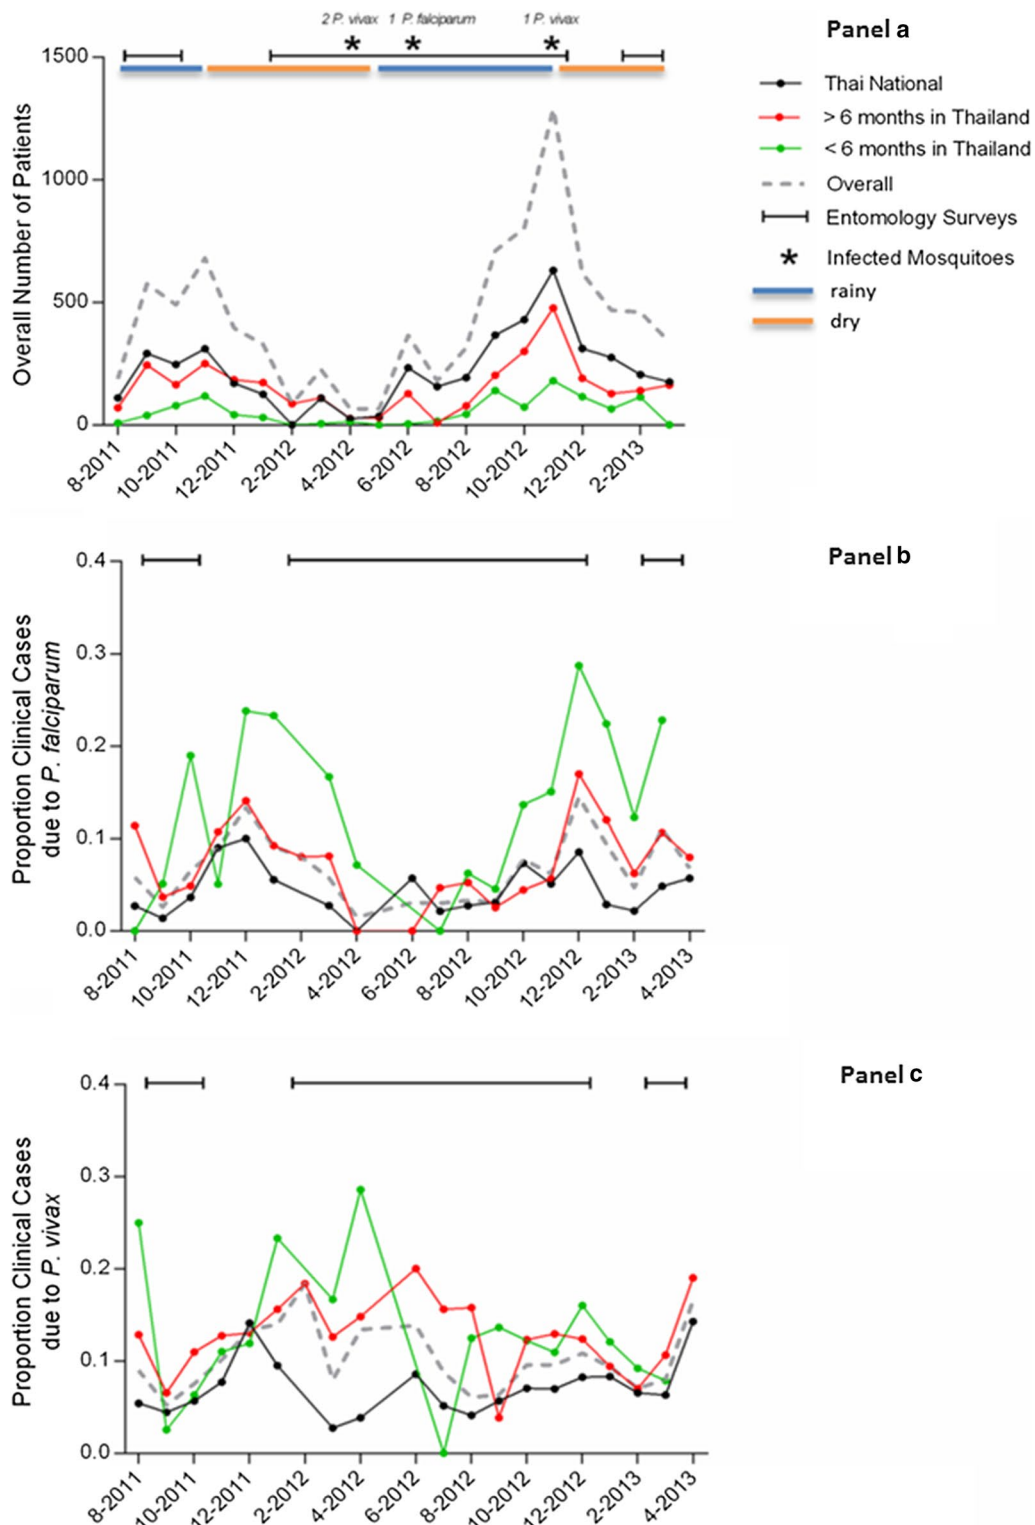 2 P. vivax 1 P. falciparum 1 P. vivax
* * *
Panel a
Overall Number of Patients
1500
1000
500
0
8-2011
10-2011
12-2011
2-2012
4-2012
6-2012
8-2012
10-2012
12-2012
2-2013
Thai National
> 6 months in Thailand
< 6 months in Thailand
Overall
Entomology Surveys
* Infected Mosquitoes
rainy
dry
Panel b
Proportion Clinical Cases
due to P. falciparum
0.4
0.3
0.2
0.1
0.0
8-2011
10-2011
12-2011
2-2012
4-2012
6-2012
8-2012
10-2012
12-2012
2-2013
4-2013
Panel c
Proportion Clinical Cases
due to P. vivax
0.4
0.3
0.2
0.1
0.0
8-2011
10-2011
12-2011
2-2012
4-2012
6-2012
8-2012
10-2012
12-2012
2-2013
4-2013